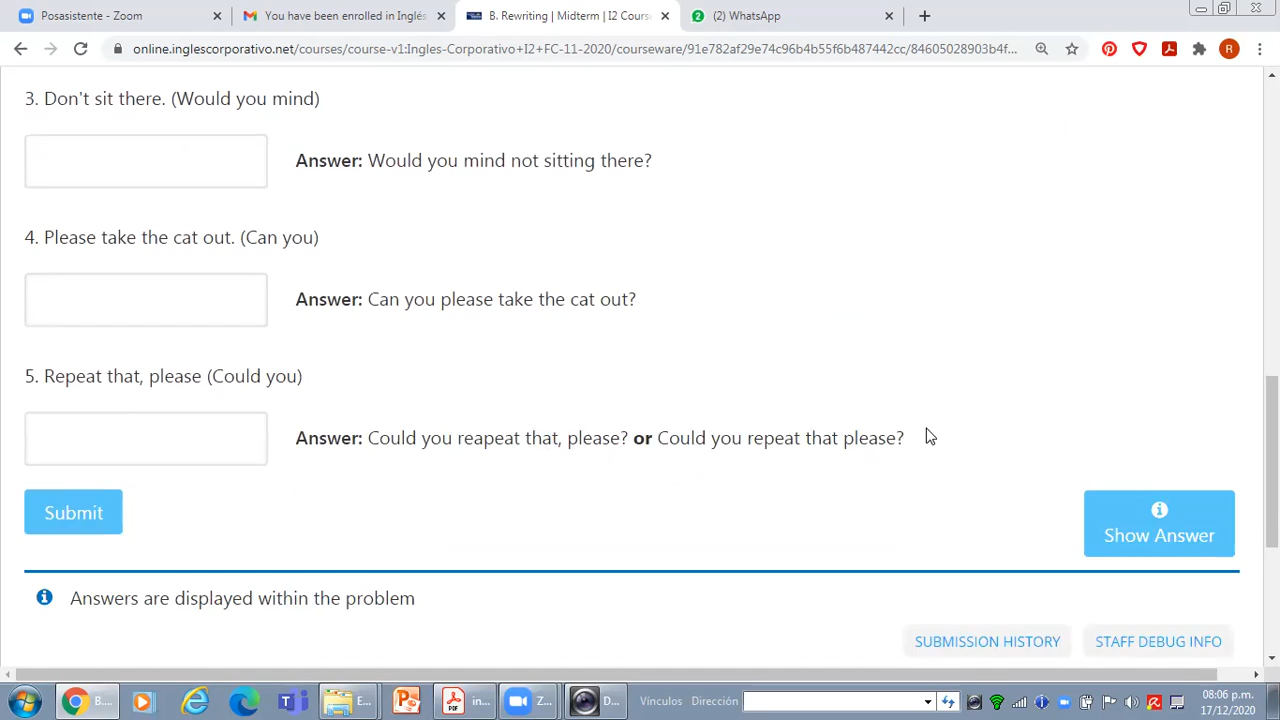 Posasistente - Zoom
You have been enrolled in Inglés
B. Rewriting | Midterm | I2 Cours
(2) WhatsApp
online.inglescorporativo.net/courses/course-v1:Ingles-Corporativo+I2+FC-11-2020/courseware/91e782af29e74c96b4b55f6b487442cc/84605028903b4f...
R
3. Don't sit there. (Would you mind)
Answer: Would you mind not sitting there?
4. Please take the cat out. (Can you)
Answer: Can you please take the cat out?
5. Repeat that, please (Could you)
Answer: Could you reapeat that, please? or Could you repeat that please?
Submit
Show Answer
Answers are displayed within the problem
SUBMISSION HISTORY
STAFF DEBUG INFO
B....
E...
in...
Z...
D...
Vínculos
Dirección
08:06 p.m.
17/12/2020